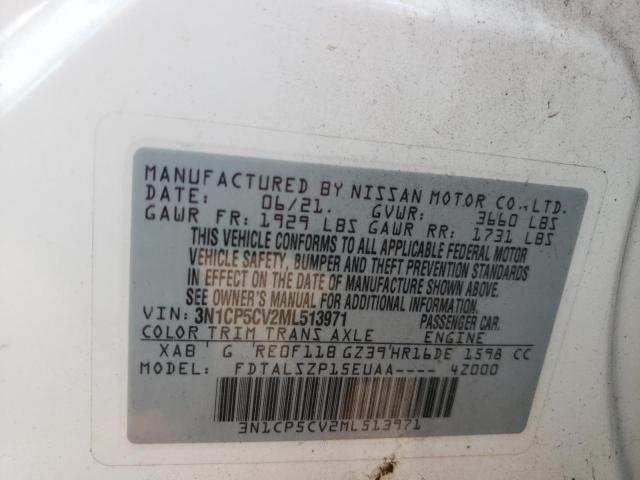 MANUFACTURED BY NISSAN MOTOR CO.,LTD.
DATE: 06/21. GVWR: 3660 LBS
GAWR FR: 1929 LBS GAWR RR: 1731 LBS
THIS VEHICLE CONFORMS TO ALL APPLICABLE FEDERAL MOTOR
VEHICLE SAFETY, BUMPER AND THEFT PREVENTION STANDARDS
IN EFFECT ON THE DATE OF MANUFACTURE SHOWN ABOVE.
SEE OWNER'S MANUAL FOR ADDITIONAL INFORMATION.
VIN: 3N1CP5CV2ML513971 PASSENGER CAR.
COLOR TRIM TRANS AXLE ENGINE
XAB G RE0F11B GZ39 HR16DE 1598 CC
MODEL: FDTALSZP15EUAA---- 4Z000
3N1CP5CV2ML513971